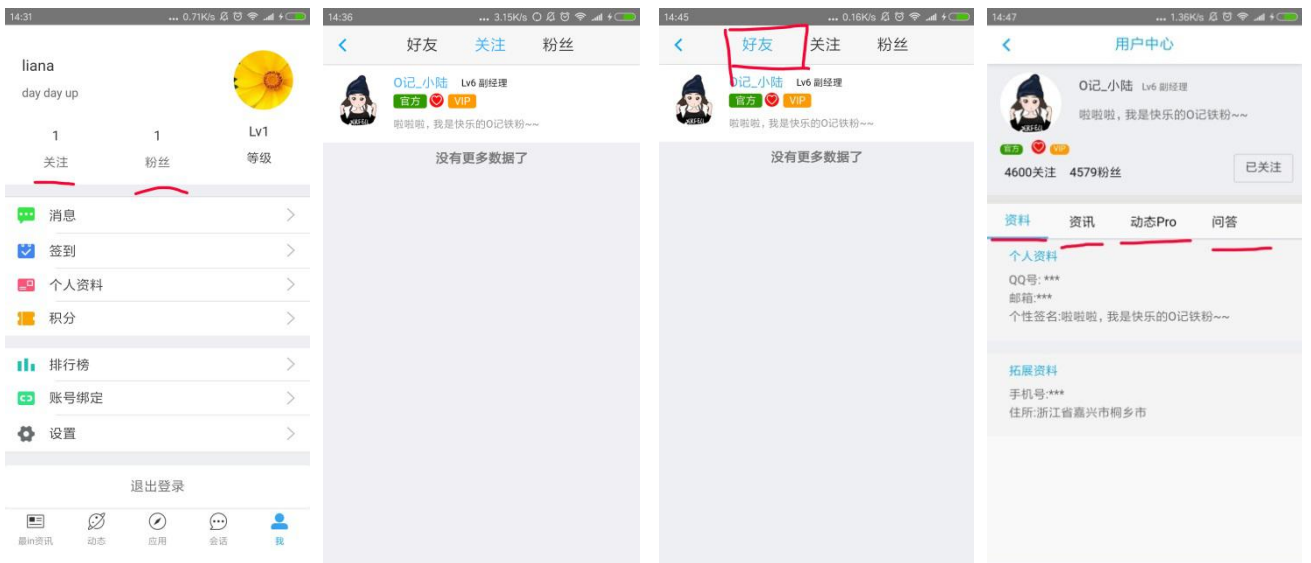 14:31
... 0.71K/s
liana
day day up
1
关注
1
粉丝
Lv1
等级
消息
签到
个人资料
积分
排行榜
账号绑定
设置
退出登录
最in资讯
动态
应用
会话
我
14:36
... 3.15K/s
好友
关注
粉丝
O记_小陆 Lv6 副经理
官方 VIP
啦啦啦，我是快乐的O记铁粉~~
没有更多数据了
14:45
... 0.16K/s
好友
关注
粉丝
O记_小陆 Lv6 副经理
官方 VIP
啦啦啦，我是快乐的O记铁粉~~
没有更多数据了
14:47
... 1.36K/s
用户中心
O记_小陆 Lv6 副经理
啦啦啦，我是快乐的O记铁粉~~
官方 VIP
4600关注 4579粉丝
已关注
资料
资讯
动态Pro
问答
个人资料
QQ号: ***
邮箱:***
个性签名:啦啦啦，我是快乐的O记铁粉~~
拓展资料
手机号:***
住所:浙江省嘉兴市桐乡市